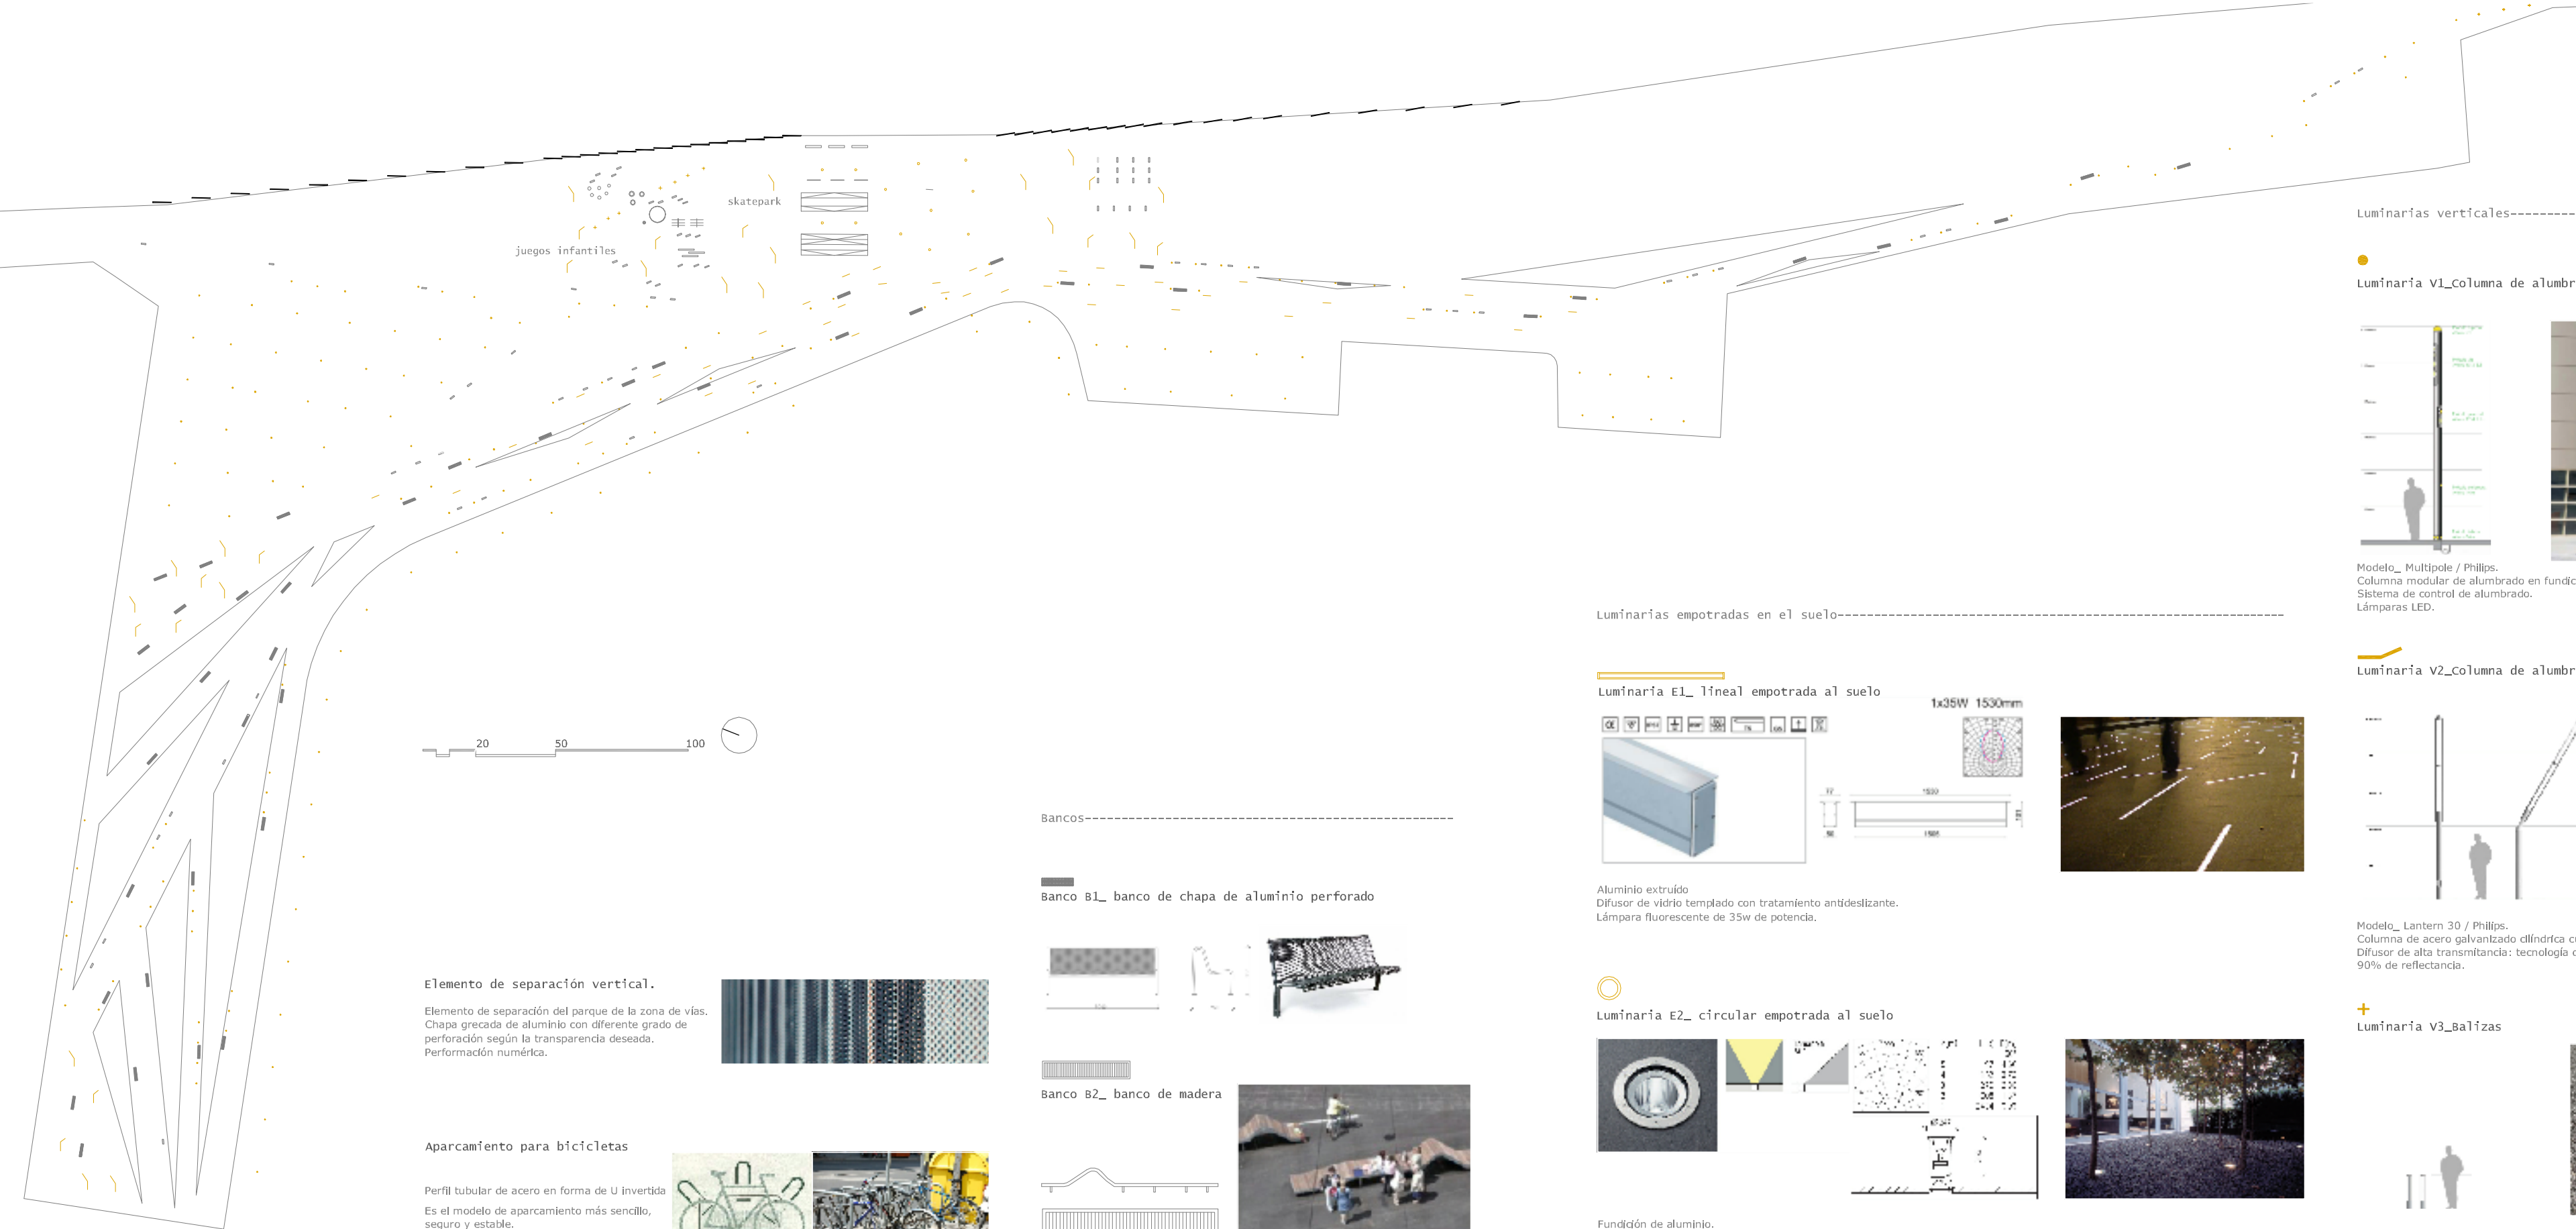 skatepark
juegos infantiles
20 50 100
Elemento de separación vertical.
Elemento de separación del parque de la zona de vías.
Chapa grecada de aluminio con diferente grado de
perforación según la transparencia deseada.
Performación numérica.
Aparcamiento para bicicletas
Perfil tubular de acero en forma de U invertida
Es el modelo de aparcamiento más sencillo,
seguro y estable.
Bancos
Banco B1_ banco de chapa de aluminio perforado
Banco B2_ banco de madera
Luminarias empotradas en el suelo
Luminaria E1_ lineal empotrada al suelo
1x35W 1530mm
Aluminio extruído
Difusor de vidrio templado con tratamiento antideslizante.
Lámpara fluorescente de 35w de potencia.
Luminaria E2_ circular empotrada al suelo
Fundición de aluminio.
Luminarias verticales
Luminaria V1_Columna de alumbr
Modelo_ Multipole / Philips.
Columna modular de alumbrado en fundic
Sistema de control de alumbrado.
Lámparas LED.
Luminaria V2_Columna de alumbr
Modelo_ Lantern 30 / Philips.
Columna de acero galvanizado cilíndrica c
Difusor de alta transmitancia: tecnología
90% de reflectancia.
Luminaria V3_Balizas